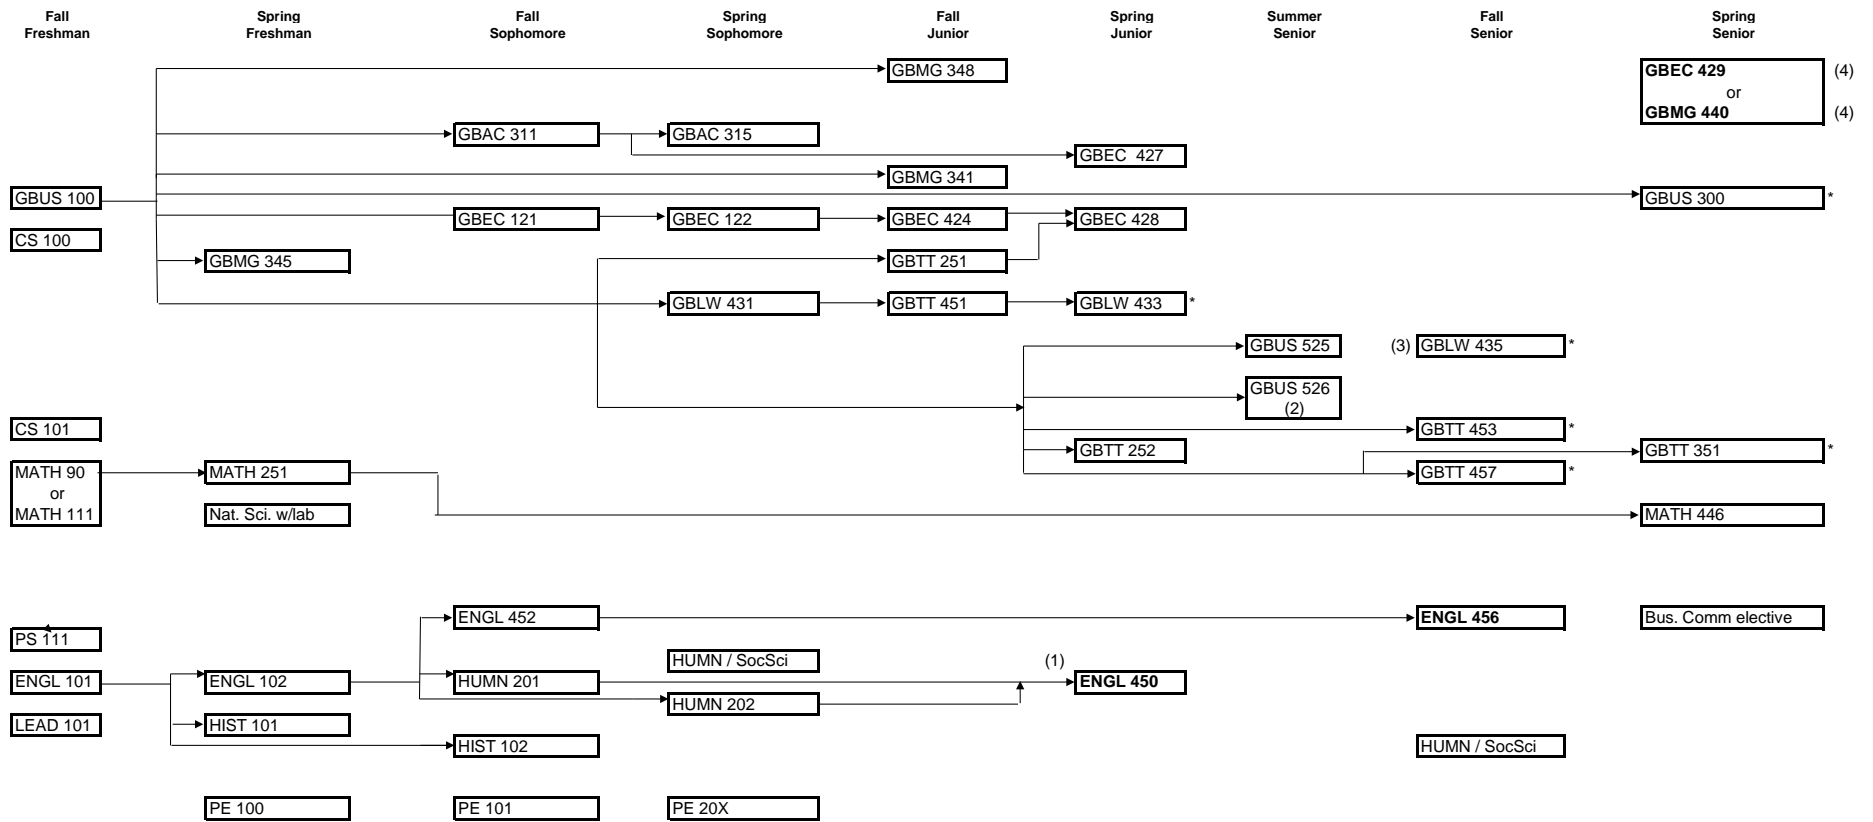 Fall Spring Fall Spring Fall Spring Summer Fall Spring
Freshman Freshman Sophomore Sophomore Junior Junior Senior Senior Senior
GBMG 348 GBEC 429 (4)
or
GBMG 440 (4)
GBAC 311 GBAC 315
GBEC 427
GBMG 341
GBUS 100 GBUS 300 *
GBEC 121 GBEC 122 GBEC 424 GBEC 428
CS 100
GBMG 345 GBTT 251
GBLW 431 GBTT 451 GBLW 433 *
GBUS 525 (3) GBLW 435 *
GBUS 526
(2)
CS 101 GBTT 453 *
GBTT 252 GBTT 351 *
MATH 90 MATH 251 GBTT 457 *
or
MATH 111 Nat. Sci. w/lab MATH 446
ENGL 452 ENGL 456 Bus. Comm elective
PS 111
HUMN / SocSci (1)
ENGL 101 ENGL 102 HUMN 201 ENGL 450
HUMN 202
LEAD 101 HIST 101
HIST 102 HUMN / SocSci
PE 100 PE 101 PE 20X